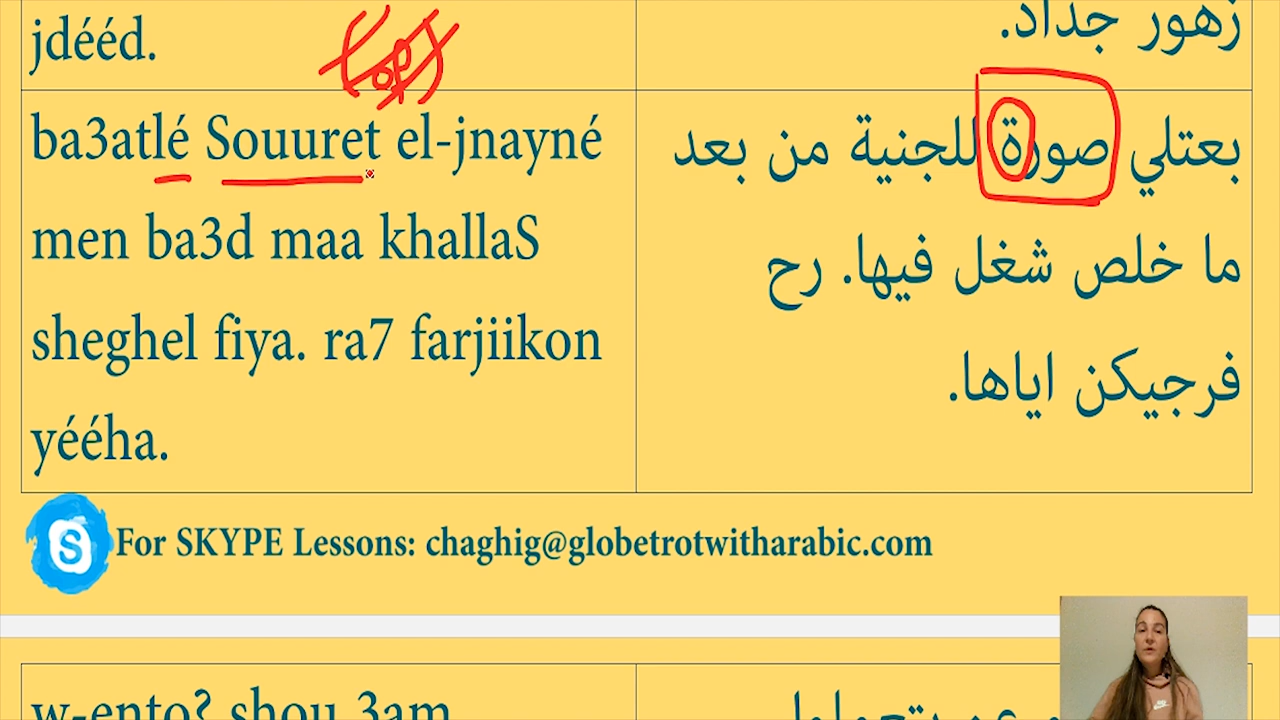 jdééd.
زهور جداد.
ba3atlé Souuret el-jnayné
men ba3d maa khallaS
sheghel fiya. ra7 farjiikon
yééha.
بعتلي صورة للجنية من بعد
ما خلص شغل فيها. رح
فرجيكن اياها.
For SKYPE Lessons: chaghig@globetrotwitharabic.com
w-ento? shou 3am